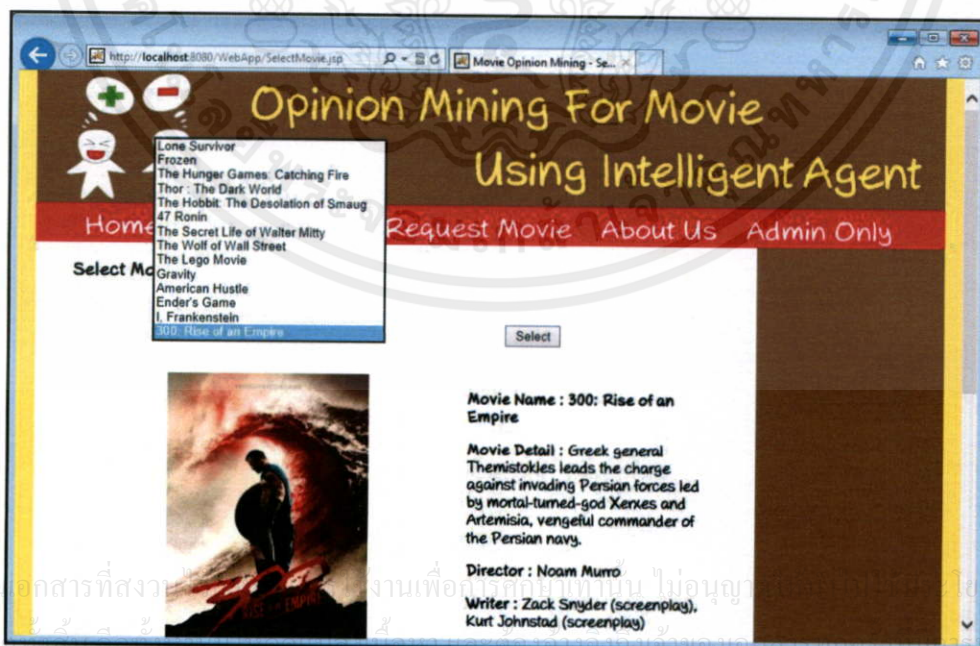 http://localhost:8080/WebApp/SelectMovie.jsp
Movie Opinion Mining - Se...
Opinion Mining For Movie
Using Intelligent Agent
Home
Request Movie
About Us
Admin Only
Select Mo
Lone Survivor
Frozen
The Hunger Games: Catching Fire
Thor : The Dark World
The Hobbit: The Desolation of Smaug
47 Ronin
The Secret Life of Walter Mitty
The Wolf of Wall Street
The Lego Movie
Gravity
American Hustle
Ender's Game
I, Frankenstein
300: Rise of an Empire
Select
Movie Name : 300: Rise of an
Empire
Movie Detail : Greek general
Themistokles leads the charge
against invading Persian forces led
by mortal-turned-god Xerxes and
Artemisia, vengeful commander of
the Persian navy.
Director : Noam Murro
Writer : Zack Snyder (screenplay),
Kurt Johnstad (screenplay)
300
RISE OF AN EMPIRE